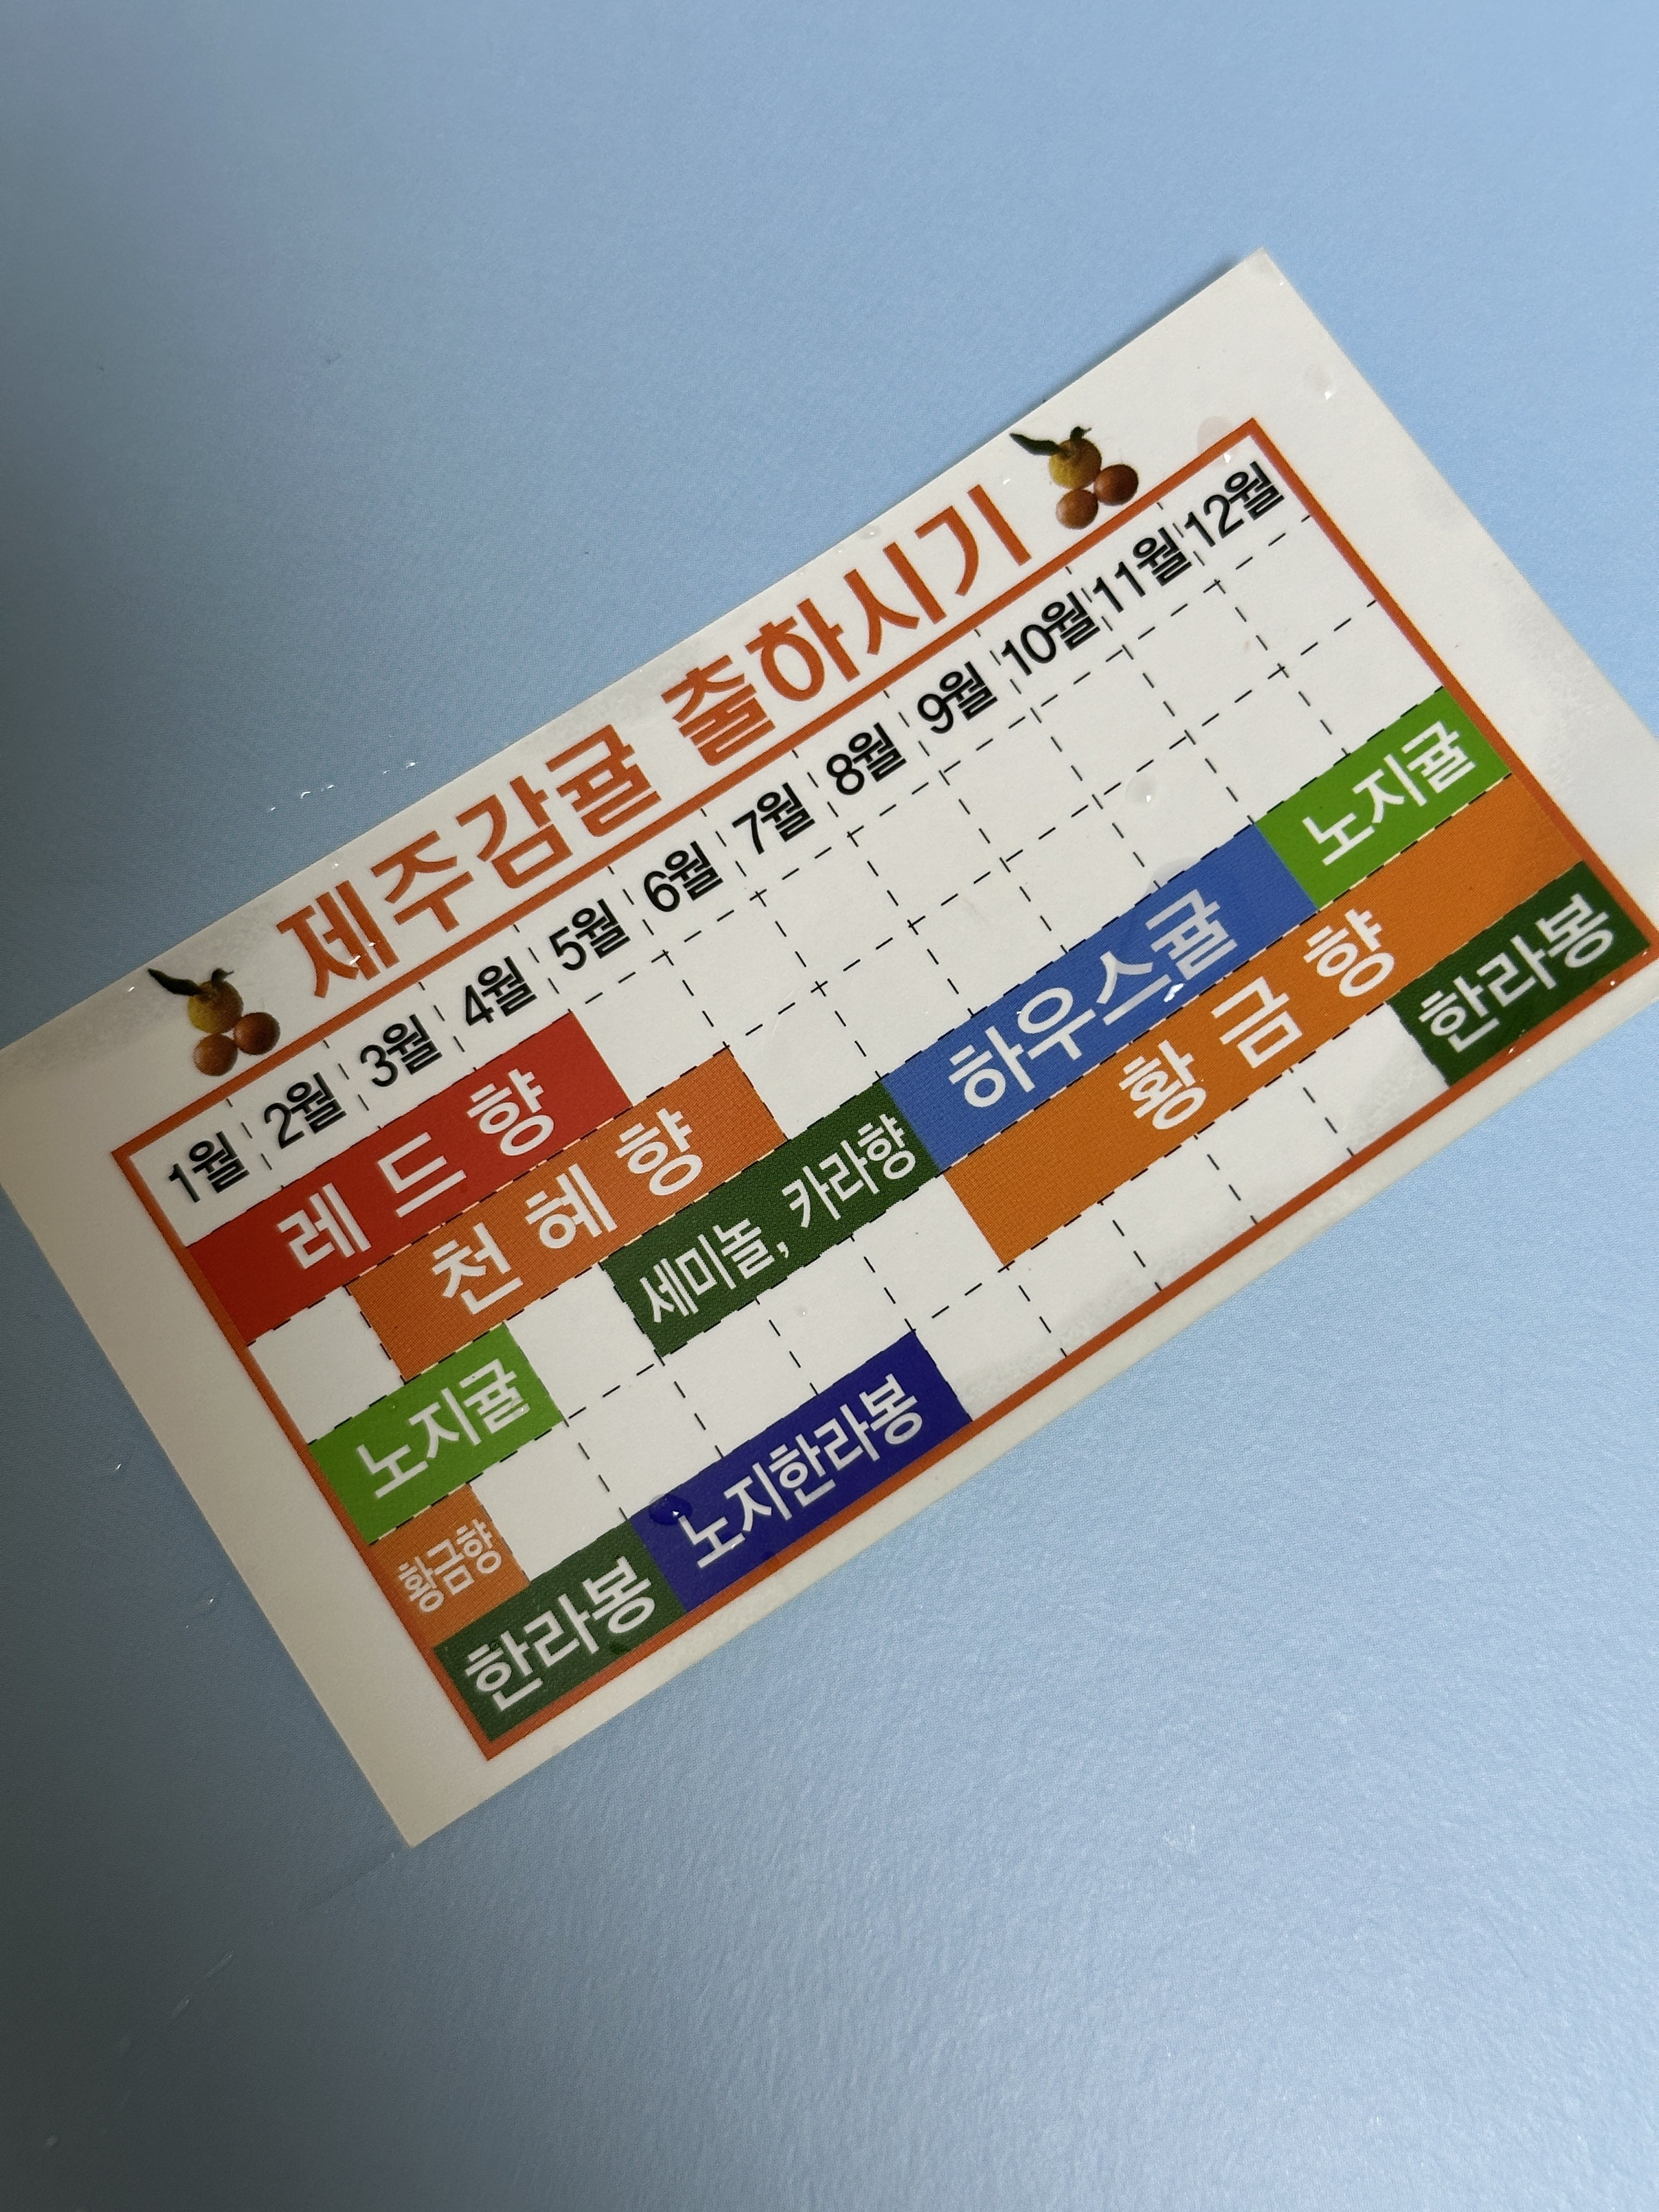 제주감귤 출하시기
1월 2월 3월 4월 5월 6월 7월 8월 9월 10월 11월 12월
레드향
천혜향
노지귤 세미놀, 카라향 하우스귤 노지귤
황금향 황금향
한라봉 노지한라봉 한라봉